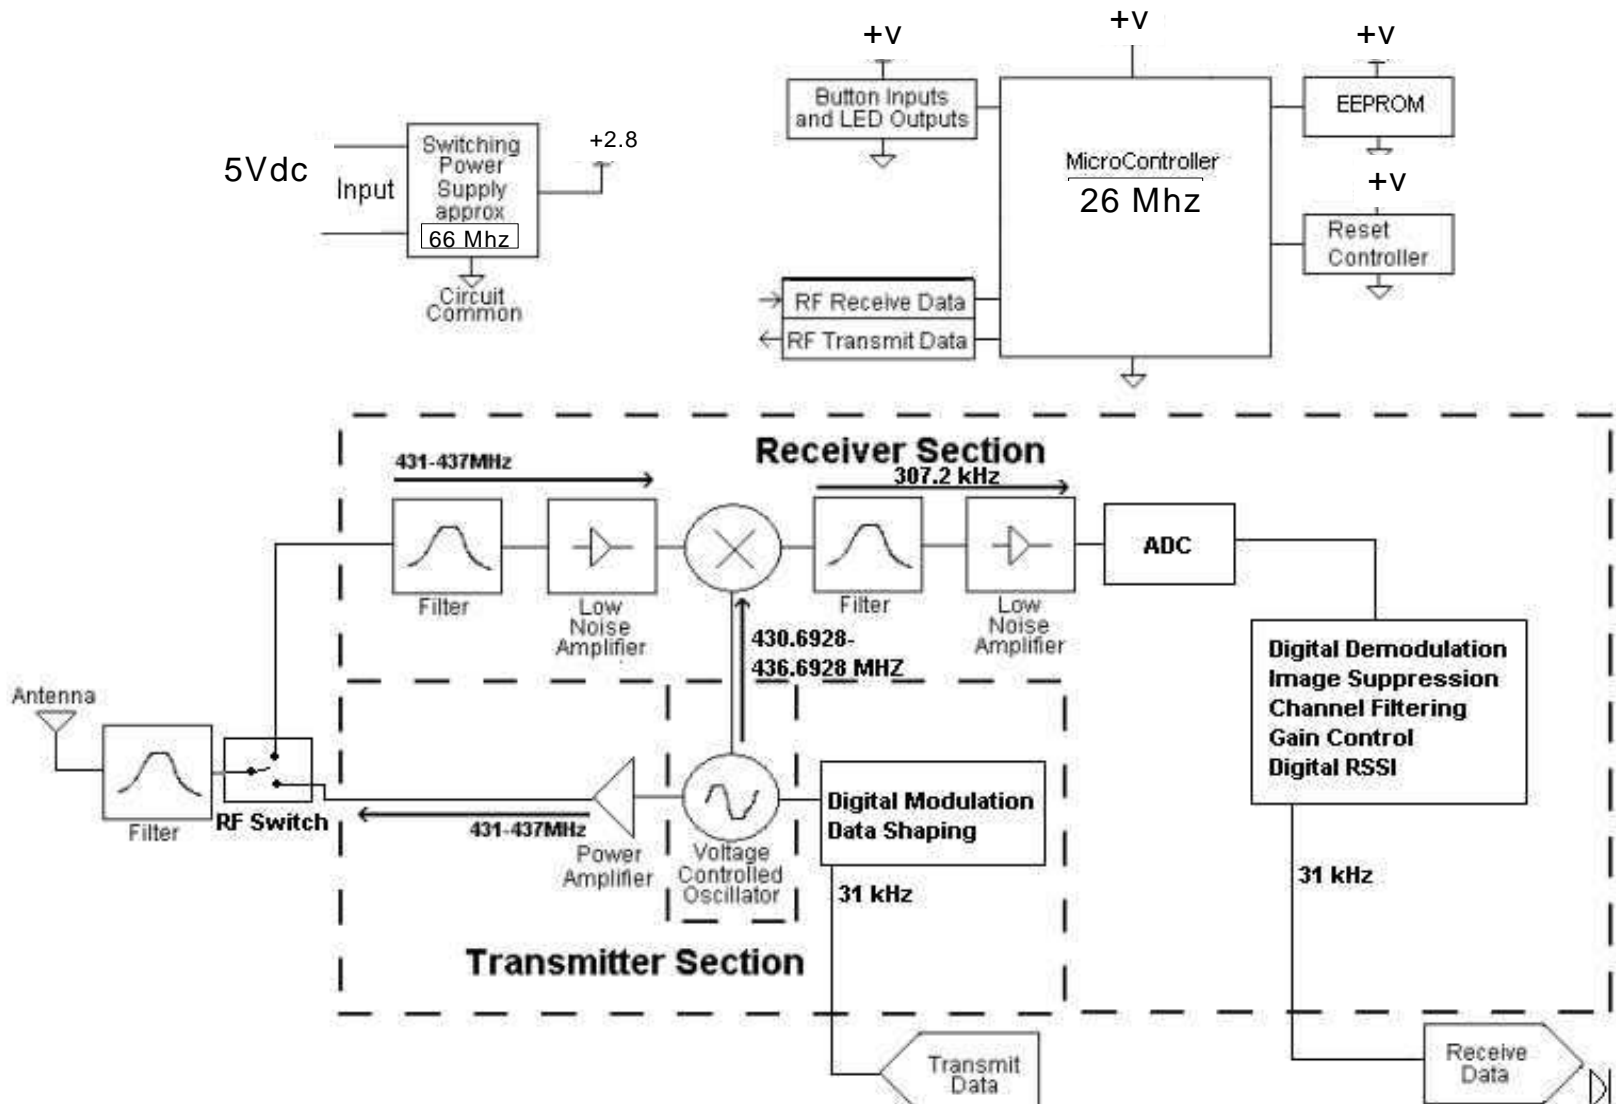 +v
+v
+v
Button Inputs
and LED Outputs
EEPROM
MicroController
26 Mhz
+v
Reset
Controller
RF Receive Data
RF Transmit Data
5Vdc
Input
Switching
Power
Supply
approx
66 Mhz
+2.8
Circuit
Common
Receiver Section
431-437MHz
307.2 kHz
ADC
Filter
Low
Noise
Amplifier
Filter
Low
Noise
Amplifier
430.6928-
436.6928 MHZ
Digital Demodulation
Image Suppression
Channel Filtering
Gain Control
Digital RSSI
Antenna
Filter
RF Switch
431-437MHz
Power
Amplifier
Voltage
Controlled
Oscillator
Digital Modulation
Data Shaping
31 kHz
31 kHz
Transmitter Section
Transmit
Data
Receive
Data